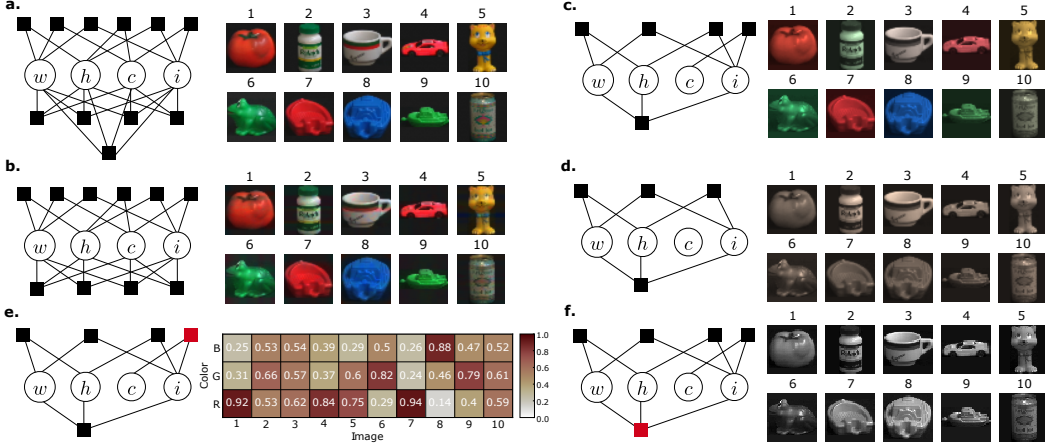 a.
w h c i
1 2 3 4 5
6 7 8 9 10
b.
w h c i
1 2 3 4 5
6 7 8 9 10
c.
w h c i
1 2 3 4 5
6 7 8 9 10
d.
w h c i
1 2 3 4 5
6 7 8 9 10
e.
w h c i
Color
B 0.25 0.53 0.54 0.39 0.29 0.5 0.26 0.88 0.47 0.52
G 0.31 0.66 0.57 0.37 0.6 0.82 0.24 0.46 0.79 0.61
R 0.92 0.53 0.62 0.84 0.75 0.29 0.94 0.14 0.4 0.59
1 2 3 4 5 6 7 8 9 10
Image
1.0
0.8
0.6
0.4
0.2
0.0
f.
w h c i
1 2 3 4 5
6 7 8 9 10